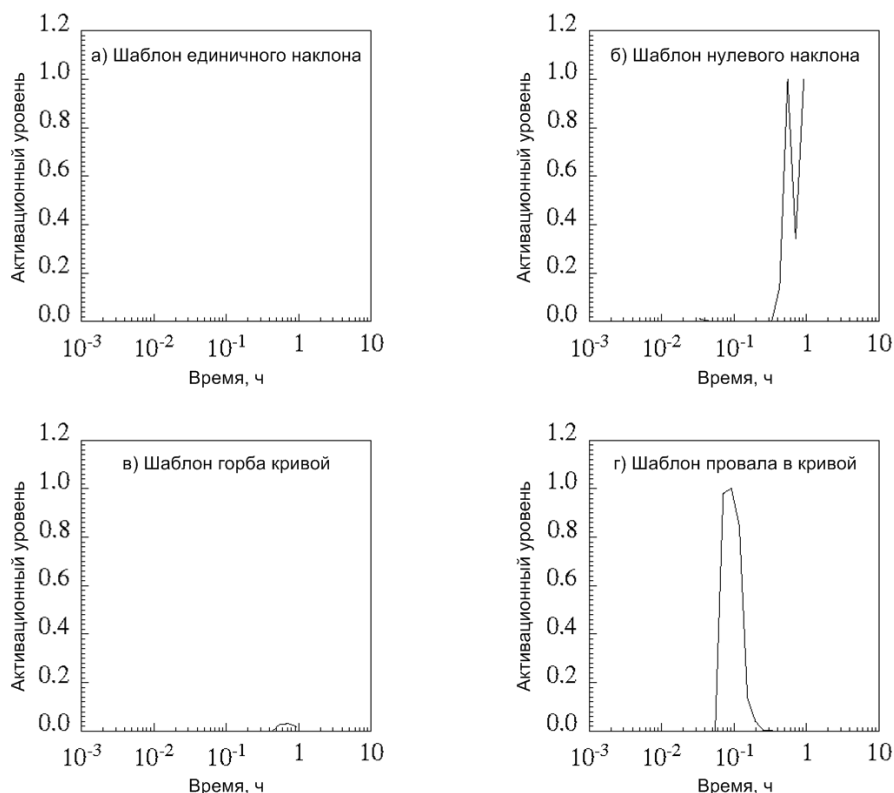 1.2
а) Шаблон единичного наклона
1.0
0.8
0.6
0.4
0.2
0.0
Активационный уровень
10⁻³ 10⁻² 10⁻¹ 1 10
Время, ч
1.2
б) Шаблон нулевого наклона
1.0
0.8
0.6
0.4
0.2
0.0
Активационный уровень
10⁻³ 10⁻² 10⁻¹ 1 10
Время, ч
1.2
в) Шаблон горба кривой
1.0
0.8
0.6
0.4
0.2
0.0
Активационный уровень
10⁻³ 10⁻² 10⁻¹ 1 10
Время, ч
1.2
г) Шаблон провала в кривой
1.0
0.8
0.6
0.4
0.2
0.0
Активационный уровень
10⁻³ 10⁻² 10⁻¹ 1 10
Время, ч